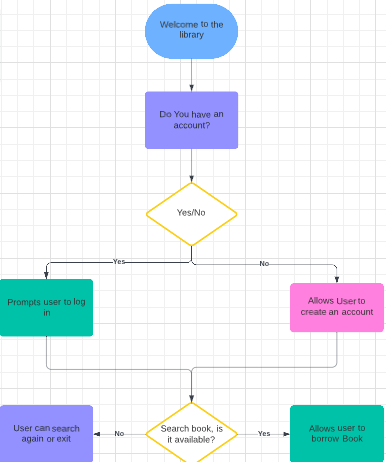 Welcome to the
library
Do You have an
account?
Yes/No
Yes
No
Prompts user to log
in
Allows User to
create an account
User can search
again or exit
No
Search book, is
it available?
Yes
Allows user to
borrow Book